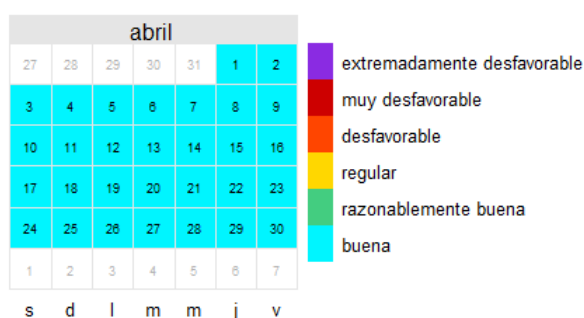 abril
27 28 29 30 31 1 2
3 4 5 6 7 8 9
10 11 12 13 14 15 16
17 18 19 20 21 22 23
24 25 26 27 28 29 30
1 2 3 4 5 6 7
s d l m m j v
extremadamente desfavorable
muy desfavorable
desfavorable
regular
razonablemente buena
buena